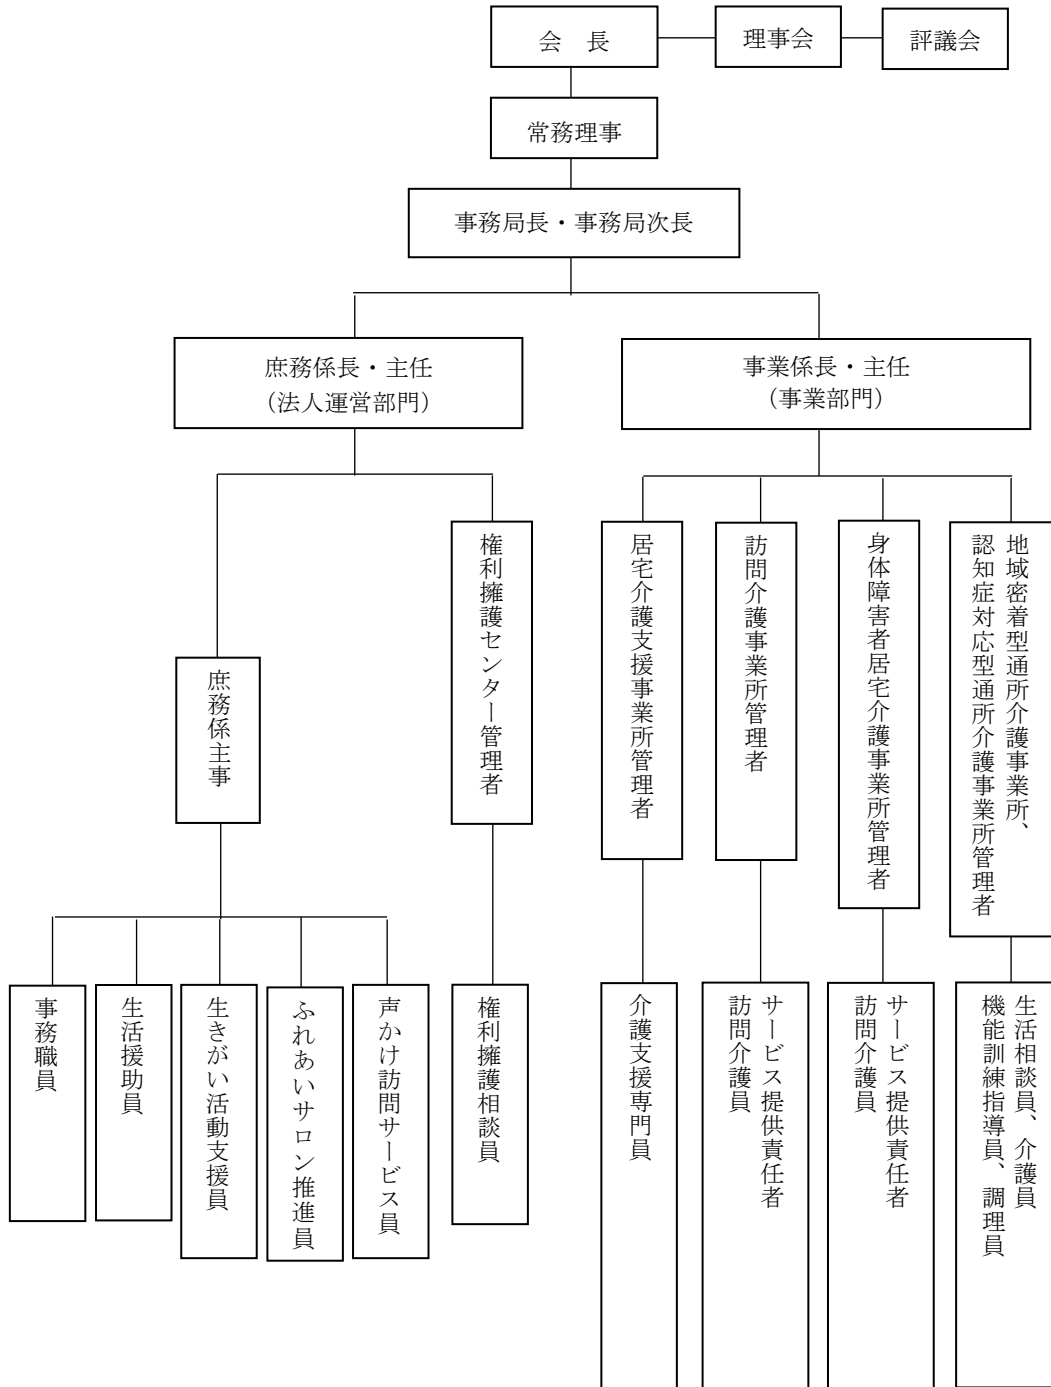 会　長
理事会
評議会
常務理事
事務局長・事務局次長
庶務係長・主任
（法人運営部門）
事業係長・主任
（事業部門）
庶務係主事
権利擁護センター管理者
居宅介護支援事業所管理者
訪問介護事業所管理者
身体障害者居宅介護事業所管理者
地域密着型通所介護事業所、
認知症対応型通所介護事業所管理者
事務職員
生活援助員
生きがい活動支援員
ふれあいサロン推進員
声かけ訪問サービス員
権利擁護相談員
介護支援専門員
サービス提供責任者
訪問介護員
サービス提供責任者
訪問介護員
生活相談員、介護員
機能訓練指導員、調理員